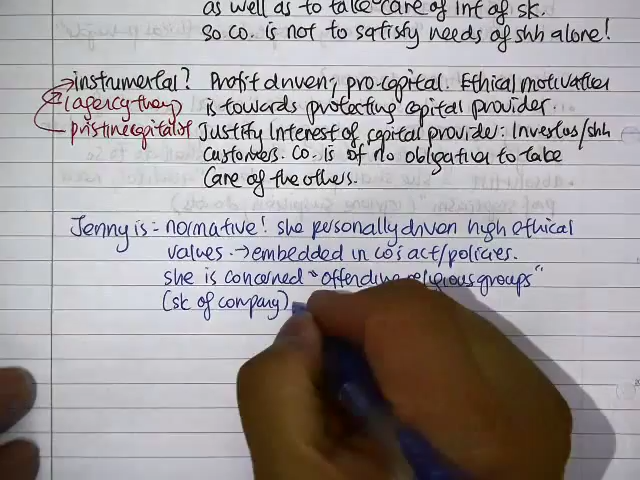 as well as to take care of int of sk.
So co. is not to satisfy needs of shh alone!
instrumental? Profit driven; pro-capital. Ethical motivation
(agency theory is towards protecting capital provider.
pristine capitalist Justify interest of capital provider: Investors/shh
customers. Co. is of no obligation to take
care of the others.
Jenny is = normative! she personally driven high ethical
values. → embedded in co's act/policies.
she is concerned "offending religious groups"
(sk of company)